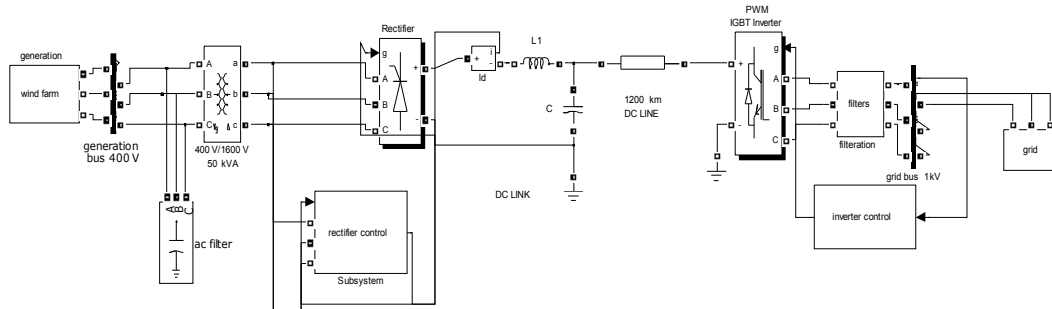 generation
wind farm
generation
bus 400 V
A
B
C
a
b
c
400 V/1600 V
50 kVA
A
B
C
ac filter
Rectifier
g
A
B
C
+
-
rectifier control
Subsystem
i
+
-
Id
L1
C
DC LINK
1200 km
DC LINE
PWM
IGBT Inverter
g
+
-
A
B
C
filters
filteration
grid bus 1kV
grid
inverter control